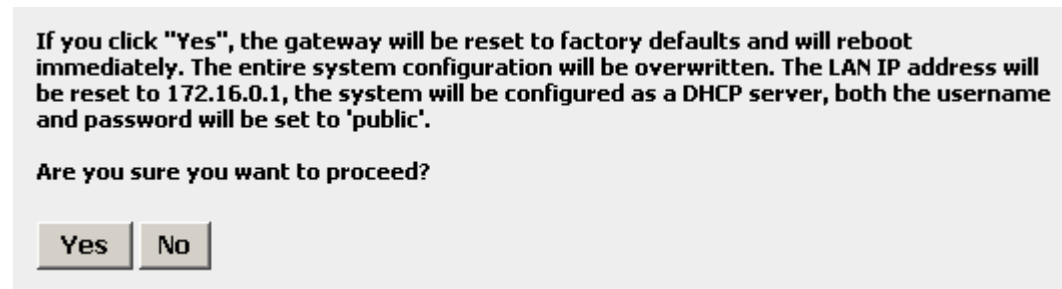 If you click "Yes", the gateway will be reset to factory defaults and will reboot
immediately. The entire system configuration will be overwritten. The LAN IP address will
be reset to 172.16.0.1, the system will be configured as a DHCP server, both the username
and password will be set to 'public'.
Are you sure you want to proceed?
Yes No